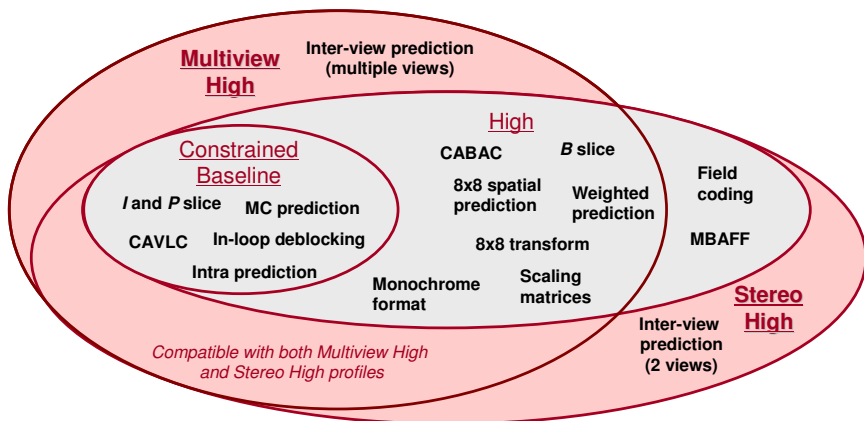 Multiview
High
Inter-view prediction
(multiple views)
High
Constrained
Baseline
I and P slice
MC prediction
CAVLC
In-loop deblocking
Intra prediction
CABAC
B slice
8x8 spatial
prediction
Weighted
prediction
8x8 transform
Monochrome
format
Scaling
matrices
Field
coding
MBAFF
Stereo
High
Inter-view
prediction
(2 views)
Compatible with both Multiview High
and Stereo High profiles